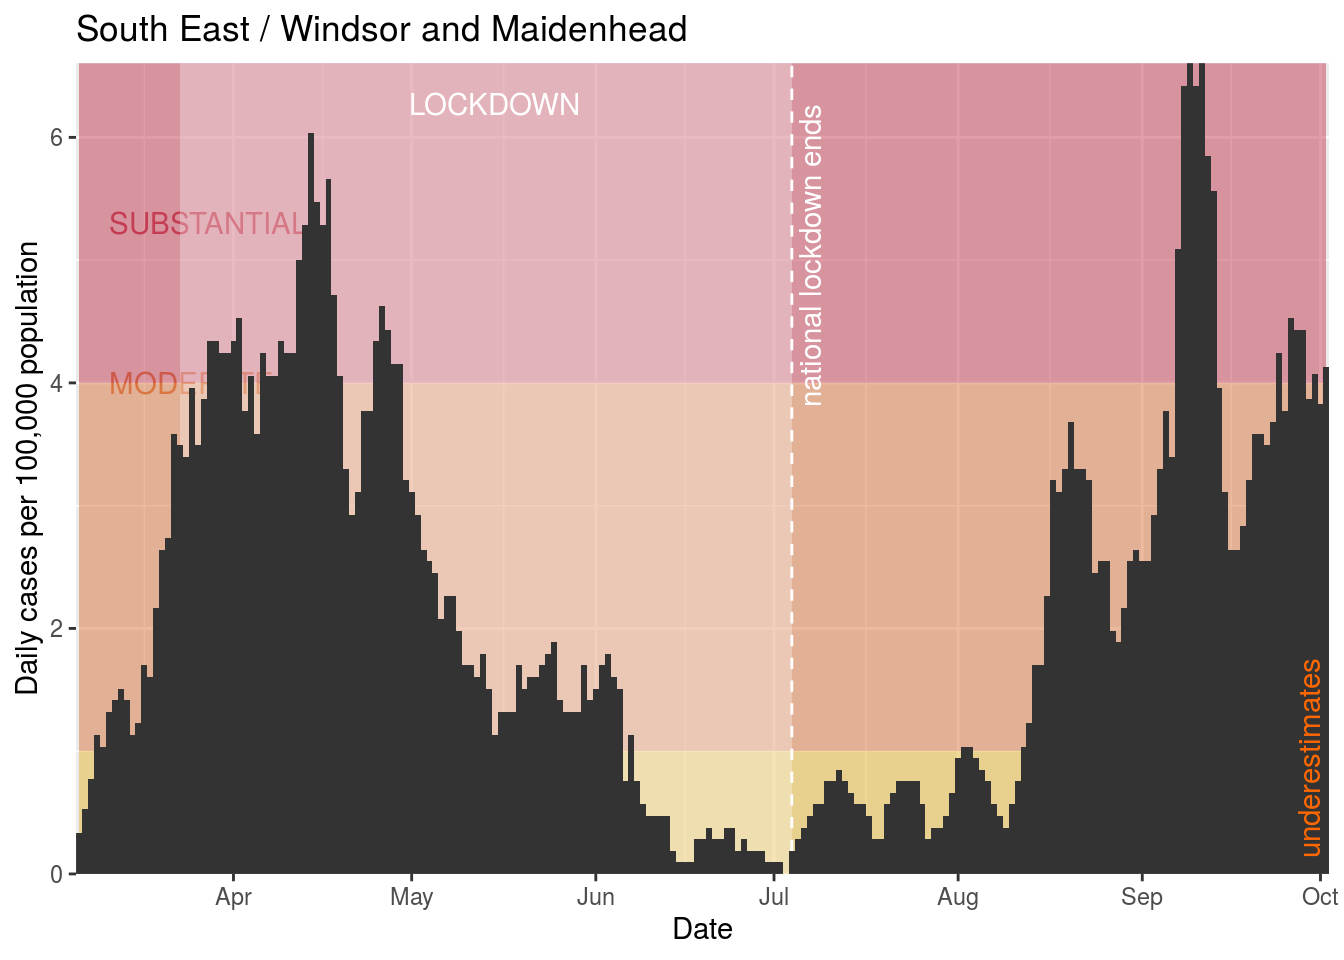 South East / Windsor and Maidenhead
LOCKDOWN
SUBSTANTIAL
national lockdown ends
underestimates
Daily cases per 100,000 population
6
4
2
0
Apr
May
Jun
Jul
Aug
Sep
Oct
Date